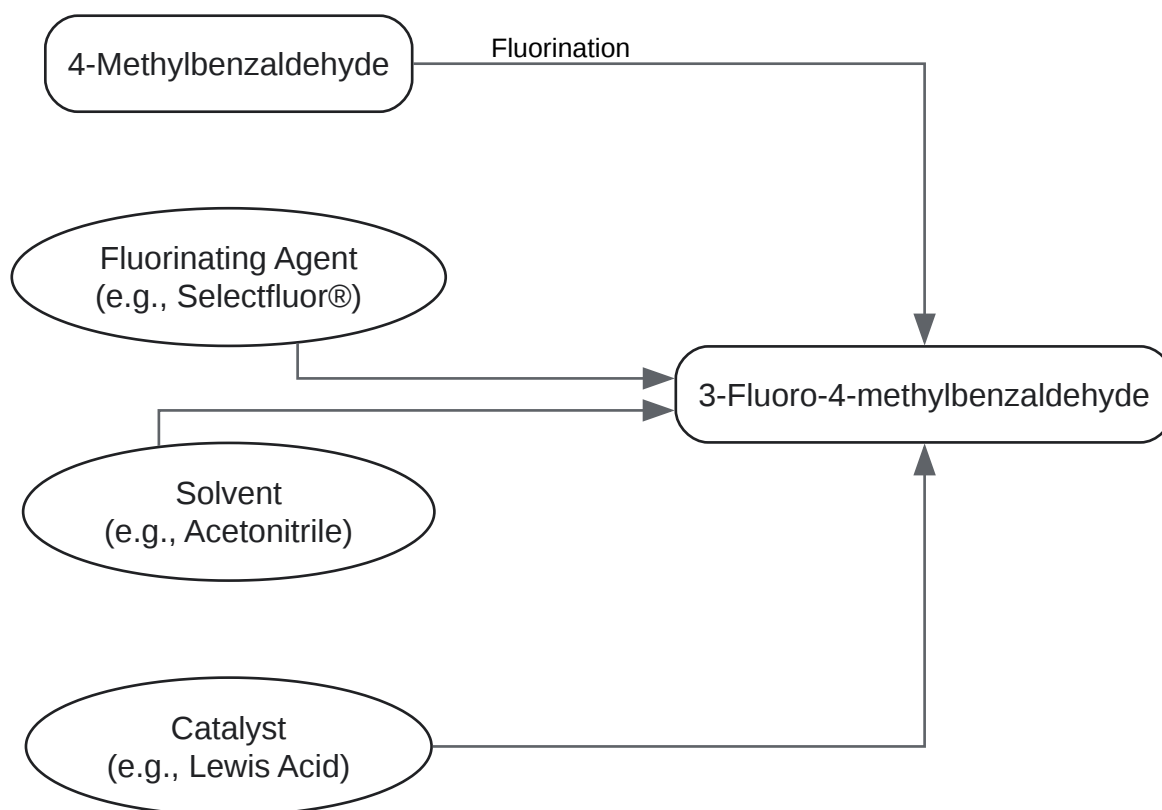 4-Methylbenzaldehyde
Fluorination
Fluorinating Agent
(e.g., Selectfluor®)
3-Fluoro-4-methylbenzaldehyde
Solvent
(e.g., Acetonitrile)
Catalyst
(e.g., Lewis Acid)